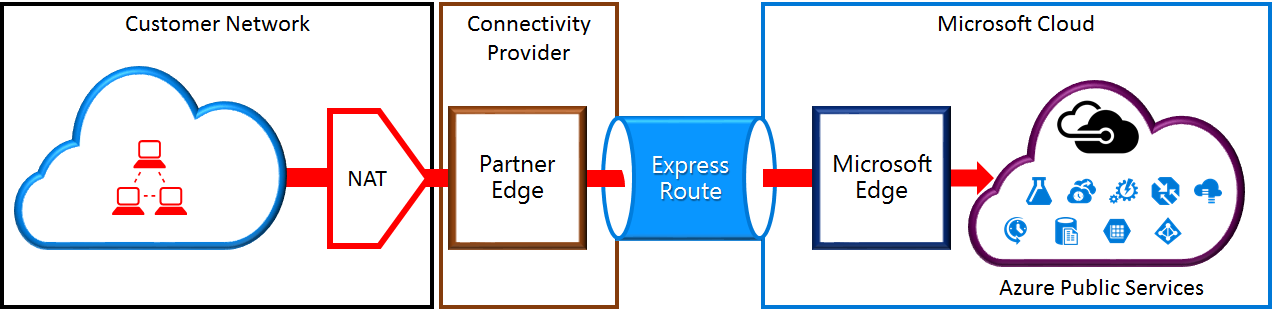 Customer Network
NAT
Connectivity
Provider
Partner
Edge
Express
Route
Microsoft Cloud
Microsoft
Edge
Azure Public Services